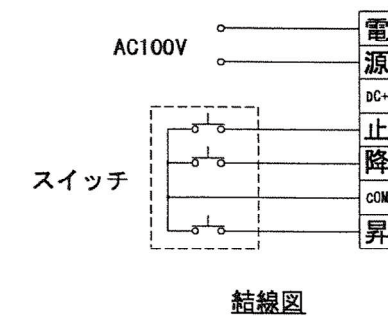 AC100V
電
源
DC+
止
降
COM
昇
スイッチ
結線図